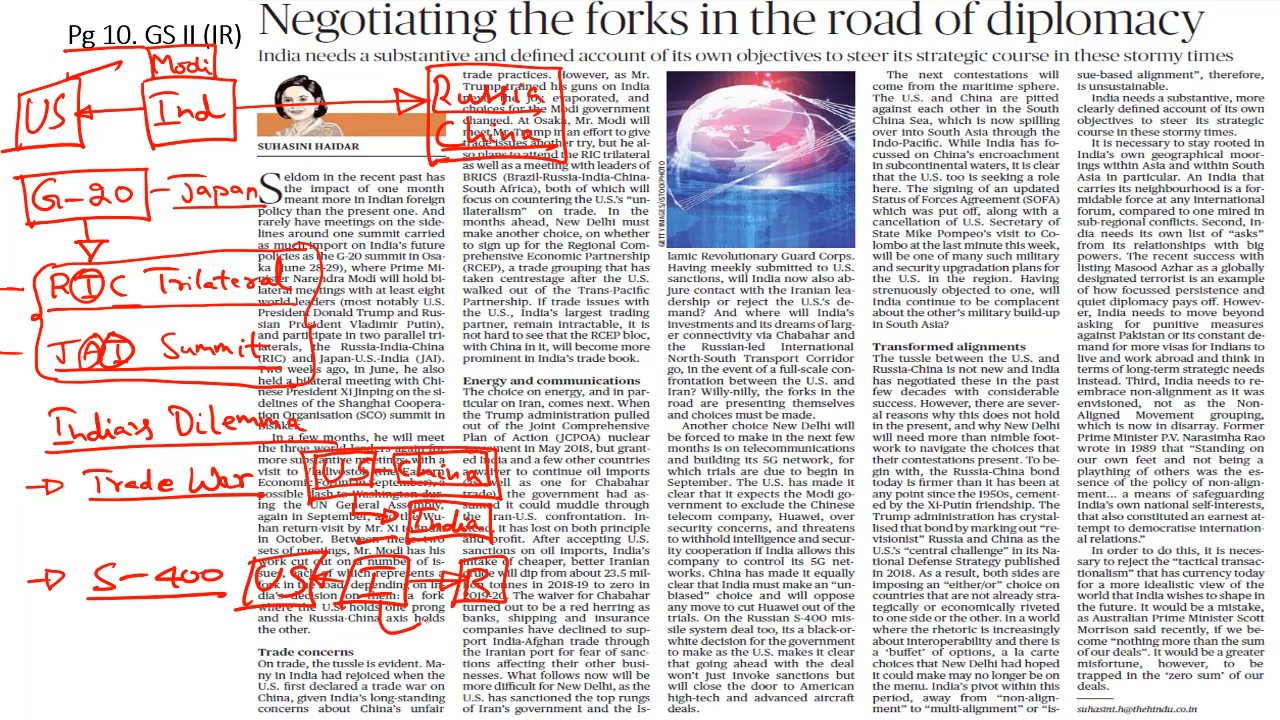 Pg 10. GS II (IR)
Negotiating the forks in the road of diplomacy
India needs a substantive and defined account of its own objectives to steer its strategic course in these stormy times
Modi
US
Ind
Russia
China
G-20 - Japan
RIC Trilateral
JAI Summit
India's Dilemma
Trade War
US China
India
S-400
US
I
R
SUHASINI HAIDAR
Seldom in the recent past has
the impact of one month
meant more in Indian foreign
policy than the present one. And
rarely have meetings on the side-
lines around one summit carried
as much import on India's future
policies as the G-20 summit in Osa-
ka (June 28-29), where Prime Mi-
nister Narendra Modi will hold bi-
lateral meetings with at least eight
world leaders (most notably U.S.
President Donald Trump and Rus-
sian President Vladimir Putin),
and participate in two parallel tri-
laterals, the Russia-India-China
(RIC) and Japan-U.S.-India (JAI).
Two weeks ago, in June, he also
held a bilateral meeting with Chi-
nese President Xi Jinping on the si-
delines of the Shanghai Coopera-
tion Organisation (SCO) summit in
Bishkek.
In a few months, he will meet
the three world leaders again for
more substantive meetings, with a
visit to Vladivostok (the Eastern
Economic Forum in September), a
possible dash to Washington dur-
ing the UN General Assembly,
again in September, and the Wu-
han return-visit by Mr. Xi to India
in October. Between these two
sets of meetings, Mr. Modi has his
work cut out on a number of is-
sues, each of which represents a
fork in the road depending on In-
dia's decision on them: a fork
where the U.S. holds one prong
and the Russia-China axis holds
the other.
Trade concerns
On trade, the tussle is evident. Ma-
ny in India had rejoiced when the
U.S. first declared a trade war on
China, given India's long-standing
concerns about China's unfair
trade practices. However, as Mr.
Trump trained his guns on India
next, the joy evaporated, and
choices for the Modi government
changed. At Osaka, Mr. Modi will
meet Mr. Trump in an effort to give
trade issues another try, but he al-
so plans to attend the RIC trilateral
as well as a meeting with leaders of
BRICS (Brazil-Russia-India-China-
South Africa), both of which will
focus on countering the U.S.'s "un-
ilateralism" on trade. In the
months ahead, New Delhi must
make another choice, on whether
to sign up for the Regional Com-
prehensive Economic Partnership
(RCEP), a trade grouping that has
taken centrestage after the U.S.
walked out of the Trans-Pacific
Partnership. If trade issues with
the U.S., India's largest trading
partner, remain intractable, it is
not hard to see that the RCEP bloc,
with China in it, will become more
prominent in India's trade book.
Energy and communications
The choice on energy, and in par-
ticular on Iran, comes next. When
the Trump administration pulled
out of the Joint Comprehensive
Plan of Action (JCPOA) nuclear
agreement in May 2018, but grant-
ed India and a few other countries
a waiver to continue oil imports
(as well as one for Chabahar
trade), the government had as-
sumed it could muddle through
the Iran-U.S. confrontation. In-
stead, it has lost on both principle
and profit. After accepting U.S.
sanctions on oil imports, India's
intake of cheaper, better Iranian
crude will dip from about 23.5 mil-
lion tonnes in 2018-19 to zero in
2019-20. The waiver for Chabahar
turned out to be a red herring as
banks, shipping and insurance
companies have declined to sup-
port India-Afghan trade through
the Iranian port for fear of sanc-
tions affecting their other busi-
nesses. What follows now will be
more difficult for New Delhi, as the
U.S. has sanctioned the top rungs
of Iran's government and the Is-
GETTY IMAGES/ISTOCKPHOTO
lamic Revolutionary Guard Corps.
Having meekly submitted to U.S.
sanctions, will India now also ab-
jure contact with the Iranian lea-
dership or reject the U.S.'s de-
mand? And where will India's
investments and its dreams of larg-
er connectivity via Chabahar and
the Russian-led International
North-South Transport Corridor
go, in the event of a full-scale con-
frontation between the U.S. and
Iran? Willy-nilly, the forks in the
road are presenting themselves
and choices must be made.
Another choice New Delhi will
be forced to make in the next few
months is on telecommunications
and building its 5G network, for
which trials are due to begin in
September. The U.S. has made it
clear that it expects the Modi go-
vernment to exclude the Chinese
telecom company, Huawei, over
security concerns, and threatens
to withhold intelligence and secur-
ity cooperation if India allows this
company to control its 5G net-
works. China has made it equally
clear that India must make an "un-
biased" choice and will oppose
any move to cut Huawei out of the
trials. On the Russian S-400 mis-
sile system deal too, its a black-or-
white decision for the government
to make as the U.S. makes it clear
that going ahead with the deal
won't just invoke sanctions but
will close the door to American
high-tech and advanced aircraft
deals.
The next contestations will
come from the maritime sphere.
The U.S. and China are pitted
against each other in the South
China Sea, which is now spilling
over into South Asia through the
Indo-Pacific. While India has fo-
cussed on China's encroachment
in subcontinental waters, it is clear
that the U.S. too is seeking a role
here. The signing of an updated
Status of Forces Agreement (SOFA)
which was put off, along with a
cancellation of U.S. Secretary of
State Mike Pompeo's visit to Co-
lombo at the last minute this week,
will be one of many such military
and security upgradation plans for
the U.S. in the region. Having
strenuously objected to one, will
India continue to be complacent
about the other's military build-up
in South Asia?
Transformed alignments
The tussle between the U.S. and
Russia-China is not new and India
has negotiated these in the past
few decades with considerable
success. However, there are sever-
al reasons why this does not hold
in the present, and why New Delhi
will need more than nimble foot-
work to navigate the choices that
their contestations present. To be-
gin with, the Russia-China bond
today is firmer than it has been at
any point since the 1950s, cement-
ed by the Xi-Putin friendship. The
Trump administration has crystal-
lised that bond by marking out "re-
visionist" Russia and China as the
U.S.'s "central challenge" in its Na-
tional Defense Strategy published
in 2018. As a result, both sides are
imposing an "either/or" choice on
countries that are not already stra-
tegically or economically riveted
to one side or the other. In a world
where the rhetoric is increasingly
about interoperability and there is
a 'buffet' of options, a la carte
choices that New Delhi had hoped
it could make may no longer be on
the menu. India's pivot within this
period, away from "non-align-
ment" to "multi-alignment" or "is-
sue-based alignment", therefore,
is unsustainable.
India needs a substantive, more
clearly defined account of its own
objectives to steer its strategic
course in these stormy times.
It is necessary to stay rooted in
India's own geographical moor-
ings within Asia and within South
Asia in particular. An India that
carries its neighbourhood is a for-
midable force at any international
forum, compared to one mired in
sub-regional conflicts. Second, In-
dia needs its own list of "asks"
from its relationships with big
powers. The recent success with
listing Masood Azhar as a globally
designated terrorist is an example
of how focussed persistence and
quiet diplomacy pays off. Howev-
er, India needs to move beyond
asking for punitive measures
against Pakistan or its constant de-
mand for more visas for Indians to
live and work abroad and think in
terms of long-term strategic needs
instead. Third, India needs to re-
embrace non-alignment as it was
envisioned, not as the Non-
Aligned Movement grouping,
which is now in disarray. Former
Prime Minister P.V. Narasimha Rao
wrote in 1989 that "Standing on
our own feet and not being a
plaything of others was the es-
sence of the policy of non-align-
ment... a means of safeguarding
India's own national self-interests,
that also constituted an earnest at-
tempt to democratise internation-
al relations."
In order to do this, it is neces-
sary to reject the "tactical transac-
tionalism" that has currency today
for a more idealistic view of the
world that India wishes to shape in
the future. It would be a mistake,
as Australian Prime Minister Scott
Morrison said recently, if we be-
come "nothing more than the sum
of our deals". It would be a greater
misfortune, however, to be
trapped in the 'zero sum' of our
deals.
suhasini.h@thehindu.co.in